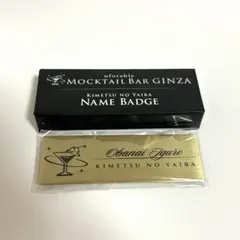 ufotable
MOCKTAIL BAR GINZA
KIMETSU NO YAIBA
NAME BADGE
Obanai Iguro
KIMETSU NO YAIBA